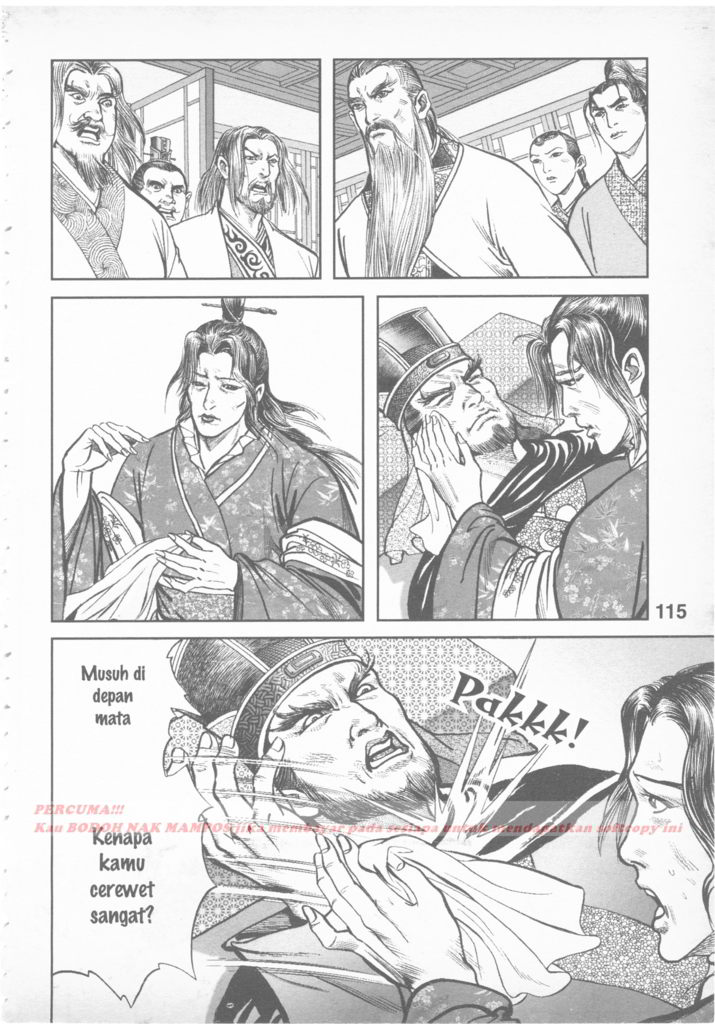 115
Musuh di
depan
mata
Pakkk!
PERCUMA!!!
Kau BODOH NAK MAMPOS jika membayar pada sesiapa untuk mendapatkan softcopy ini
Kenapa
kamu
cerewet
sangat?